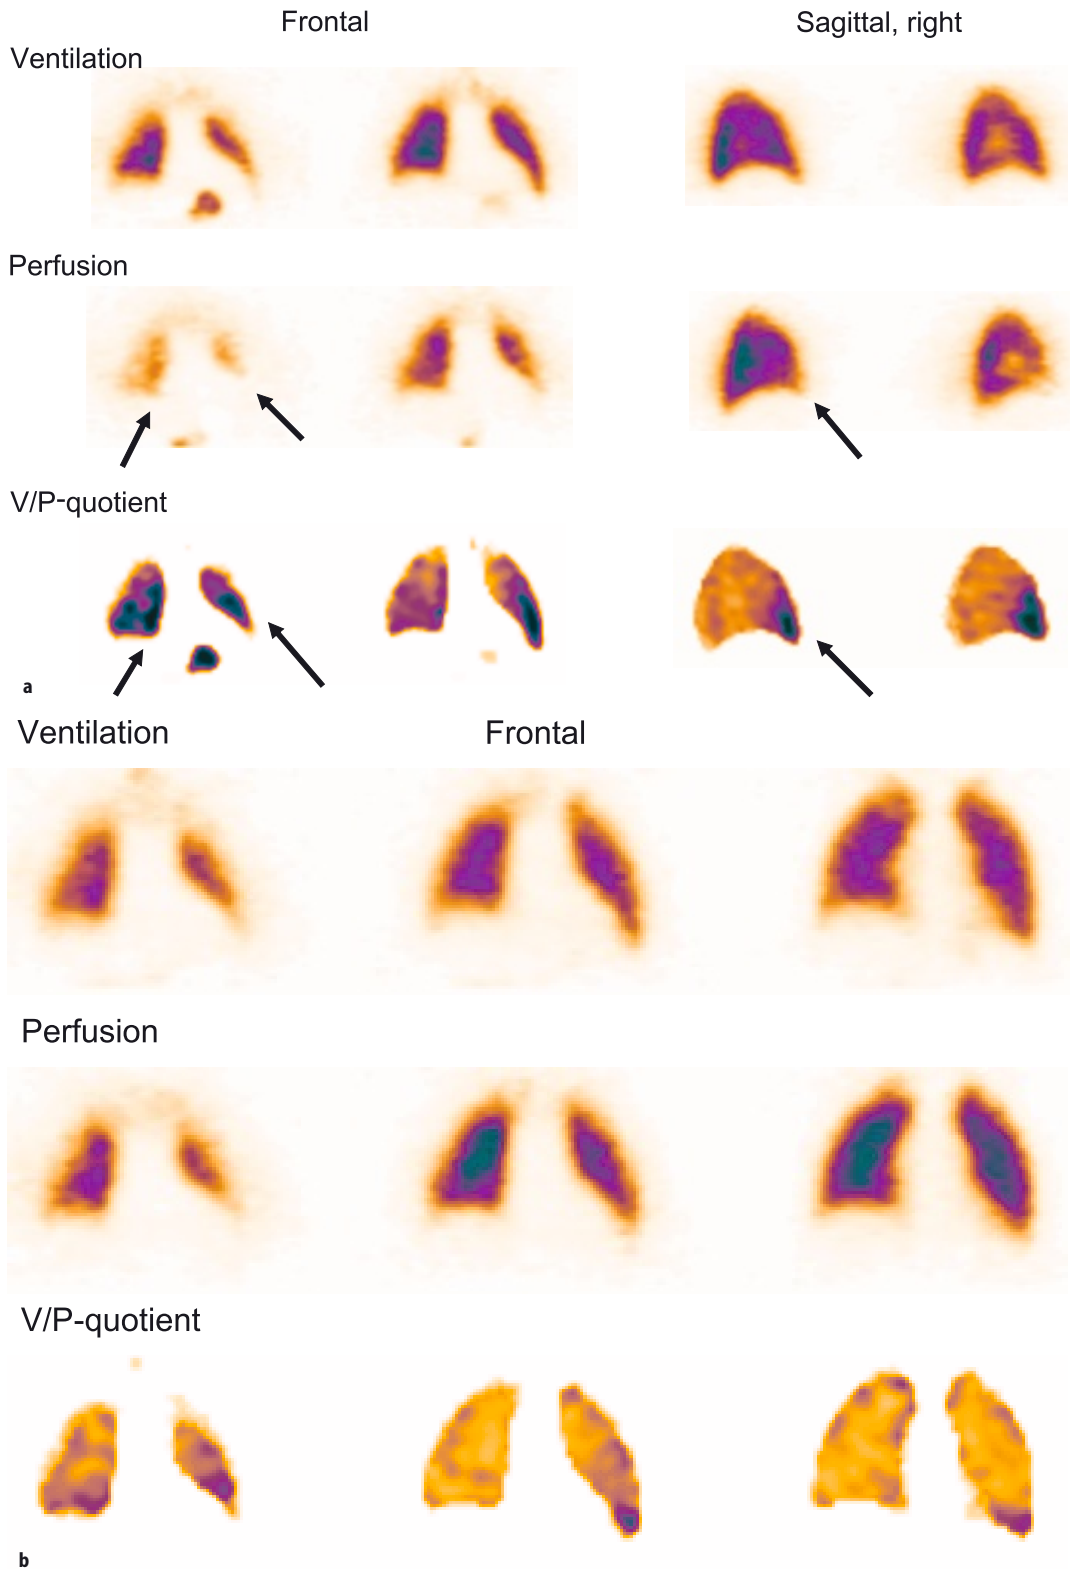 Frontal
Sagittal, right
Ventilation
Perfusion
V/P-quotient
a
Ventilation
Frontal
Perfusion
V/P-quotient
b